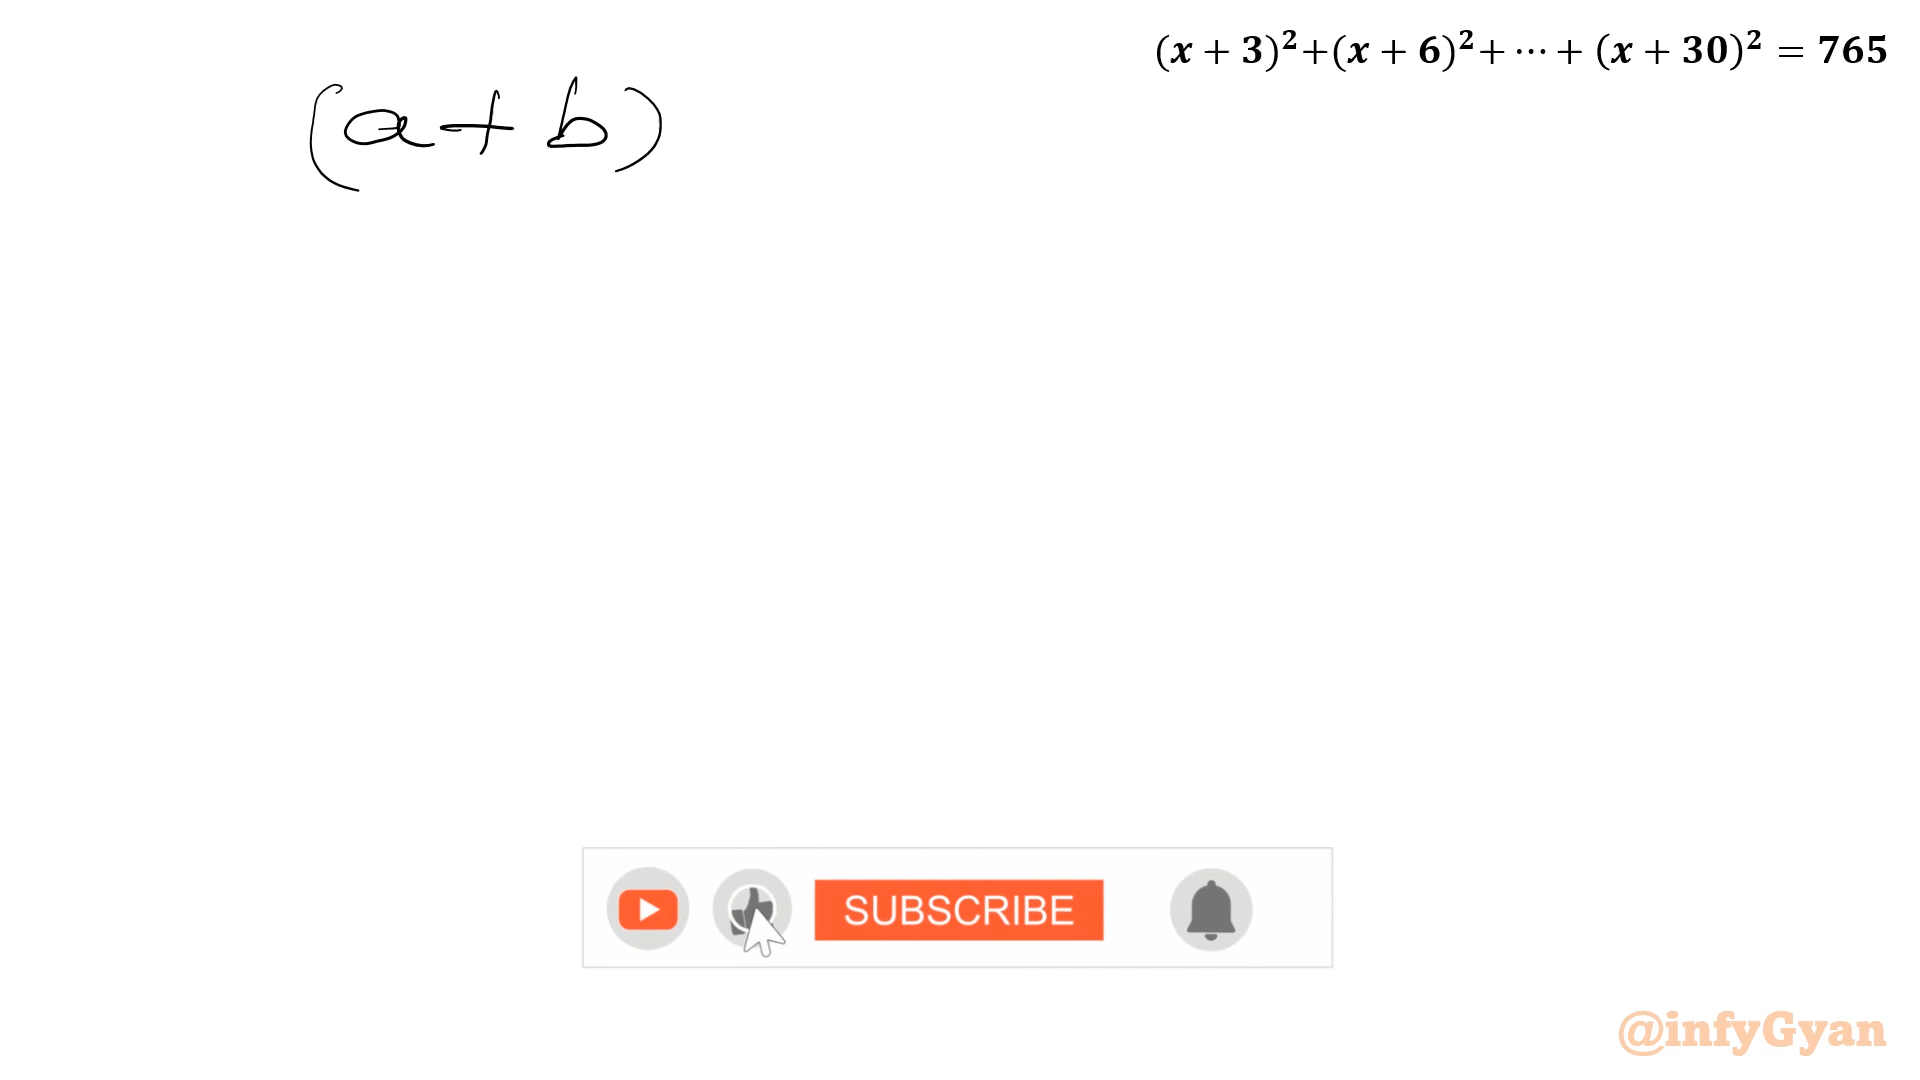 (x + 3)²+(x + 6)²+ ⋯ + (x + 30)² = 765
(a + b)
SUBSCRIBE
@infyGyan